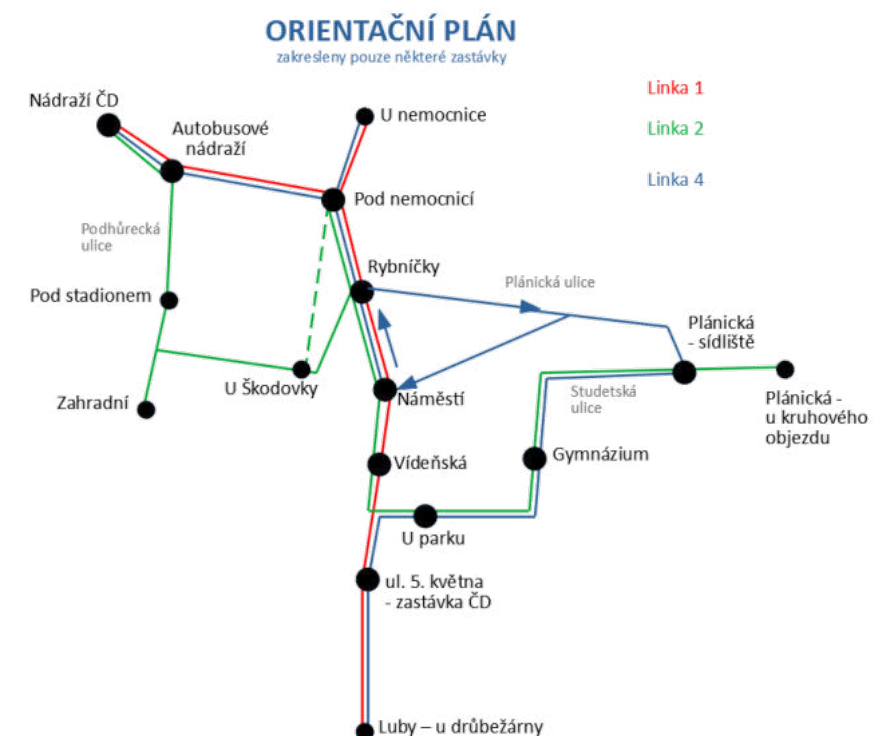 ORIENTAČNÍ PLÁN
zakresleny pouze některé zastávky
Linka 1
Linka 2
Linka 4
Nádraží ČD
Autobusové
nádraží
U nemocnice
Pod nemocnicí
Podhůrecká
ulice
Rybníčky
Plánická ulice
Pod stadionem
Plánická
- sídliště
U Škodovky
Zahradní
Náměstí
Studetská
ulice
Plánická -
u kruhového
objezdu
Vídeňská
Gymnázium
U parku
ul. 5. května
- zastávka ČD
Luby – u drůbežárny